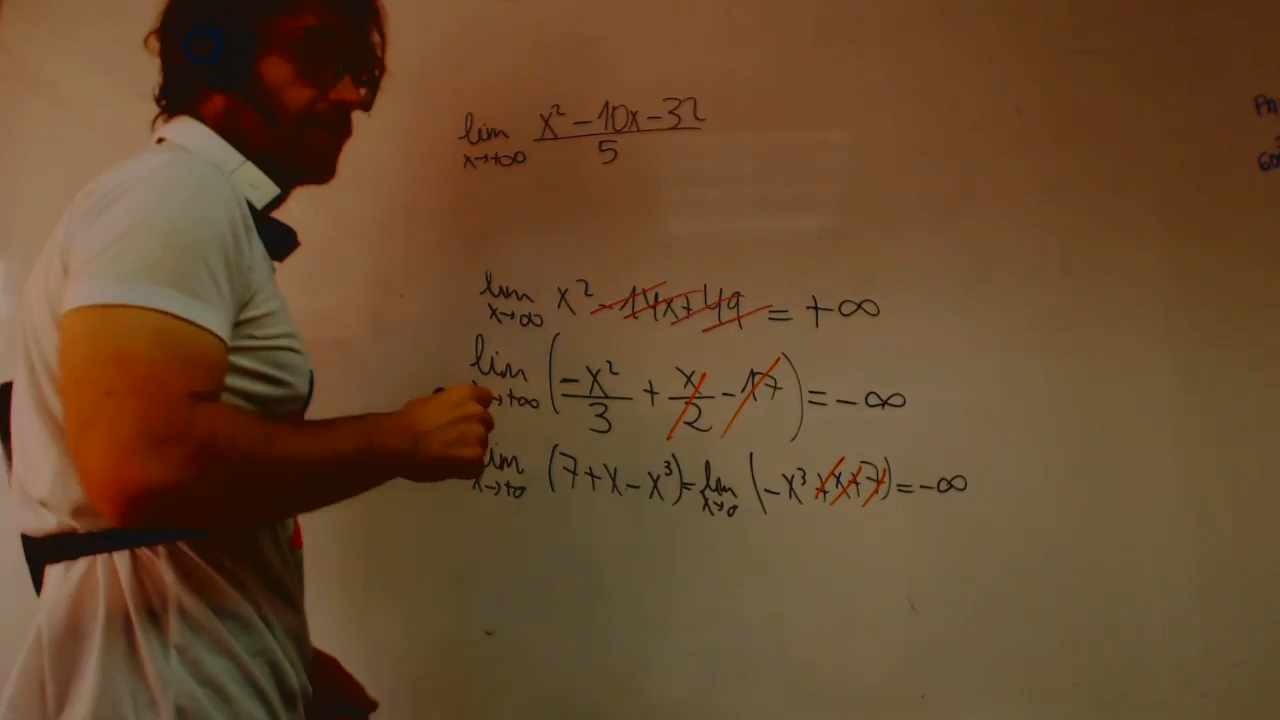 lim x→+∞ (x² - 10x - 32)/5
lim x→∞ x² - 14x + 49 = +∞
lim x→+∞ (-x²/3 + x/2 - 17) = -∞
lim x→+∞ (7 + x - x³) = lim x→∞ (-x³ + x + 7) = -∞